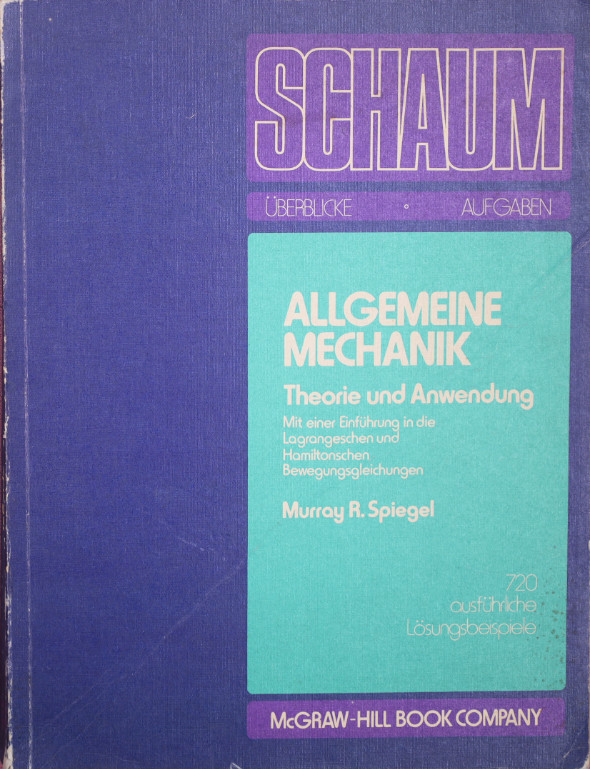 SCHAUM
ÜBERBLICKE ° AUFGABEN
ALLGEMEINE
MECHANIK
Theorie und Anwendung
Mit einer Einführung in die
Lagrangeschen und
Hamiltonschen
Bewegungsgleichungen
Murray R. Spiegel
720
ausführliche
Lösungsbeispiele
McGRAW-HILL BOOK COMPANY